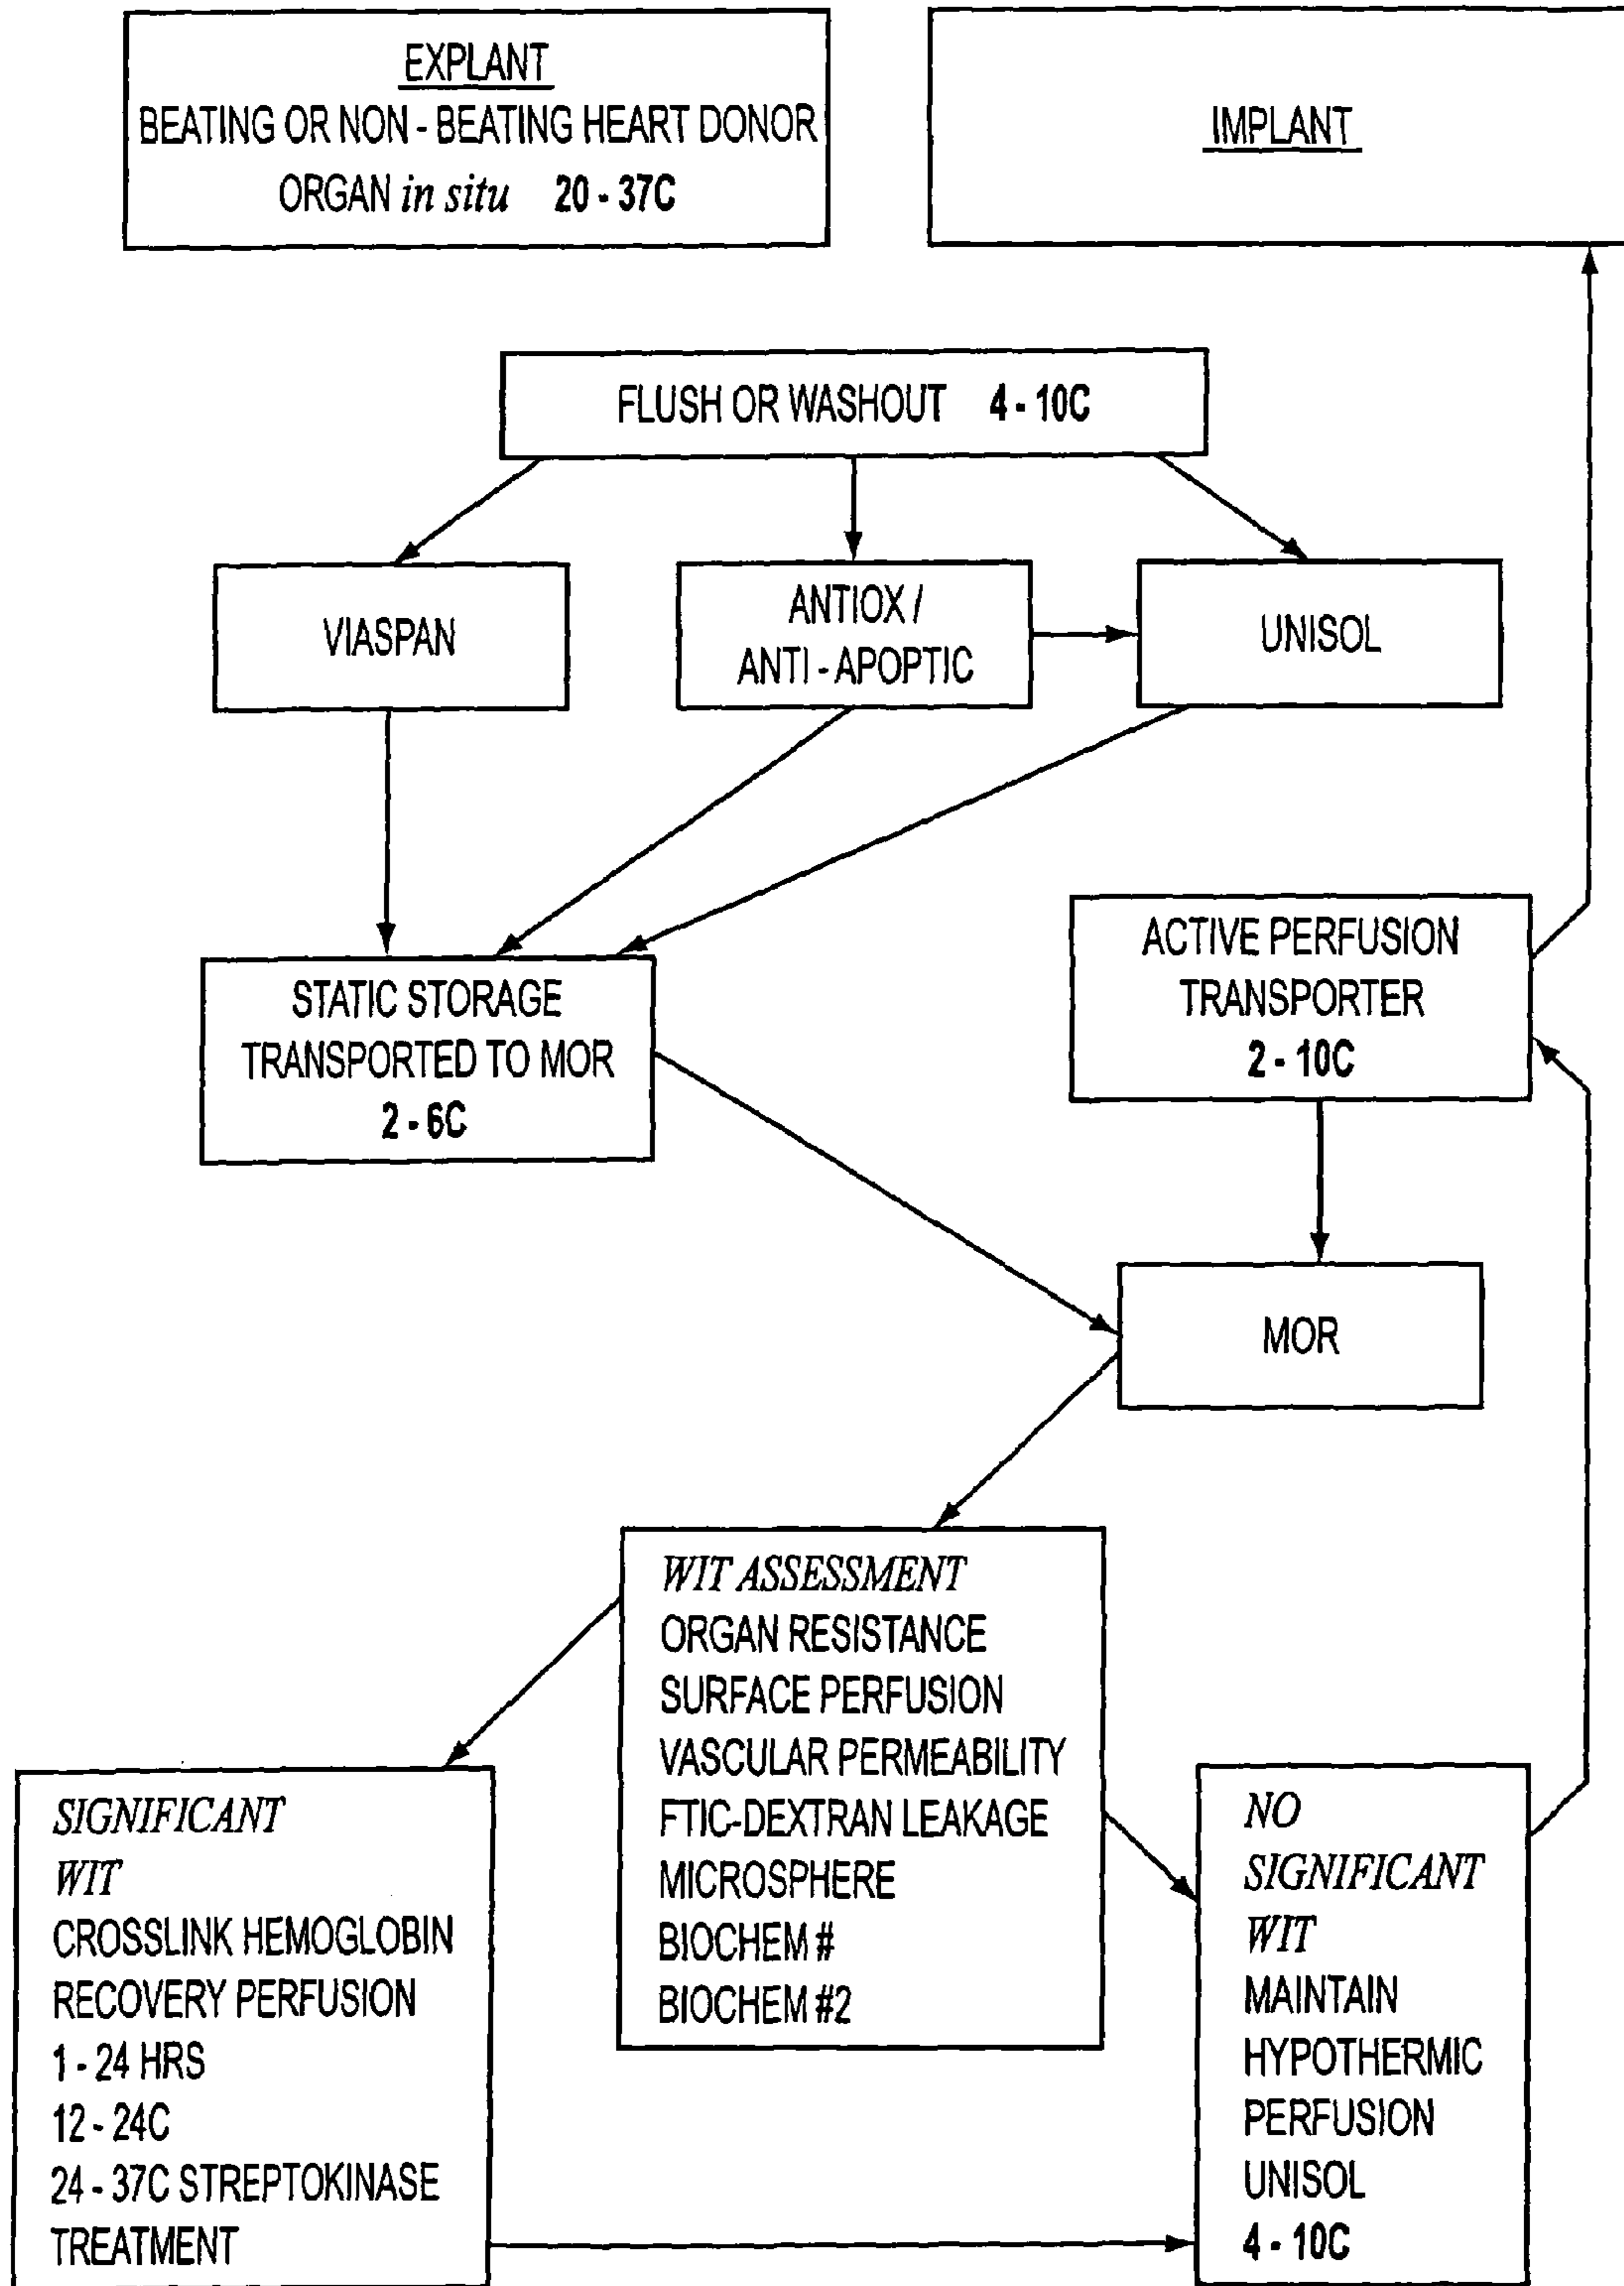 EXPLANT
BEATING OR NON - BEATING HEART DONOR
ORGAN in situ 20 - 37C
IMPLANT
FLUSH OR WASHOUT 4 - 10C
VIASPAN
ANTIOX /
ANTI - APOPTIC
UNISOL
STATIC STORAGE
TRANSPORTED TO MOR
2 - 6C
ACTIVE PERFUSION
TRANSPORTER
2 - 10C
MOR
WIT ASSESSMENT
ORGAN RESISTANCE
SURFACE PERFUSION
VASCULAR PERMEABILITY
FTIC-DEXTRAN LEAKAGE
MICROSPHERE
BIOCHEM #
BIOCHEM #2
SIGNIFICANT
WIT
CROSSLINK HEMOGLOBIN
RECOVERY PERFUSION
1 - 24 HRS
12 - 24C
24 - 37C STREPTOKINASE
TREATMENT
NO
SIGNIFICANT
WIT
MAINTAIN
HYPOTHERMIC
PERFUSION
UNISOL
4 - 10C